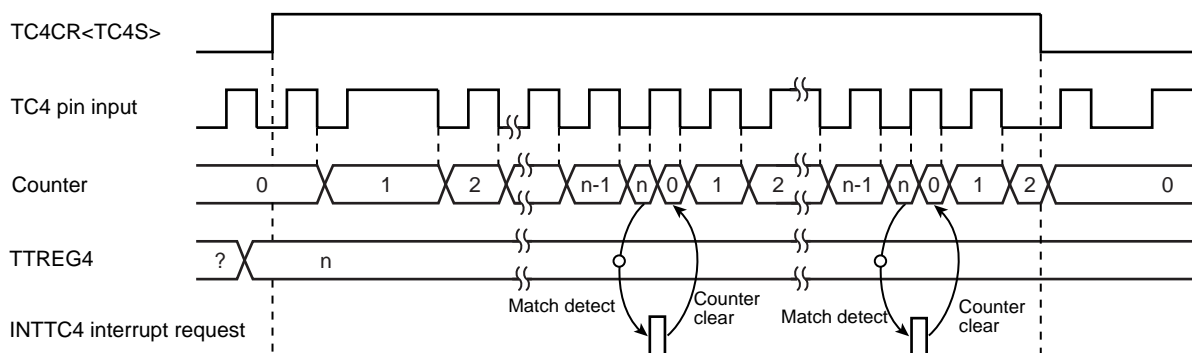 TC4CR<TC4S>
TC4 pin input
Counter 0 1 2 n-1 n 0 1 2 n-1 n 0 1 2 0
TTREG4 ? n
Match detect Counter clear Match detect Counter clear
INTTC4 interrupt request